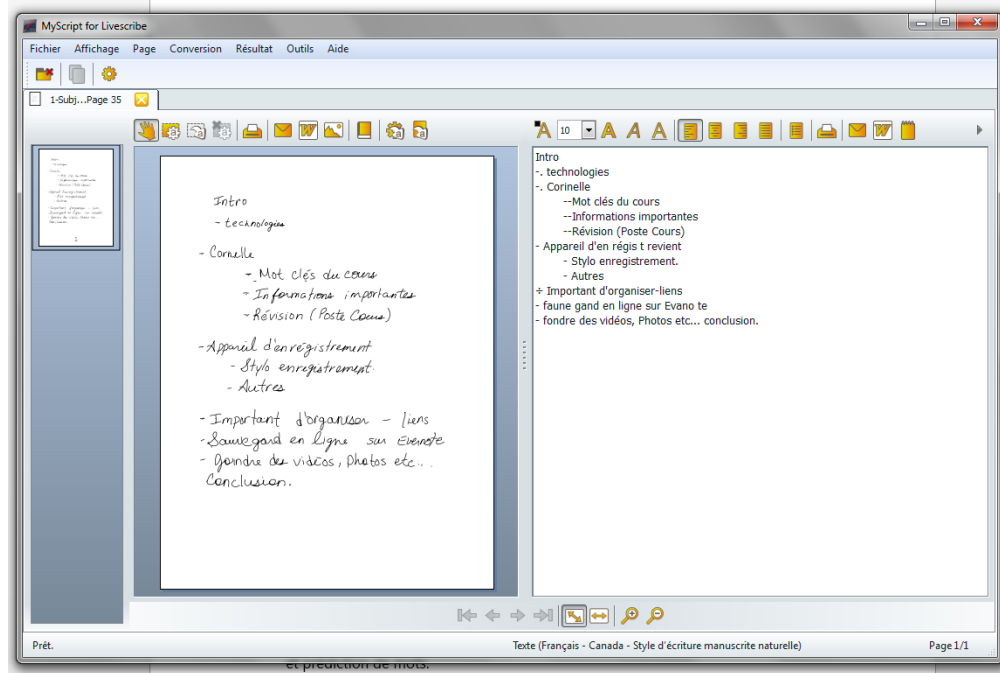 MyScript for Livescribe
Fichier Affichage Page Conversion Résultat Outils Aide
1-Subj...Page 35
10
Intro
- technologies
- Cornelle
- Mot clés du cours
- Informations importantes
- Révision (Poste Cours)
- Appareil d'enrégistrement
- Stylo enregistrement.
- Autres
- Important d'organiser - liens
- Sauvegard en ligne sur Evernote
- Joindre des vidéos, Photos etc...
Conclusion.
Intro
-. technologies
-. Corinelle
--Mot clés du cours
--Informations importantes
--Révision (Poste Cours)
- Appareil d'en régis t revient
- Stylo enregistrement.
- Autres
÷ Important d'organiser-liens
- faune gand en ligne sur Evano te
- fondre des vidéos, Photos etc... conclusion.
Prêt.
Texte (Français - Canada - Style d'écriture manuscrite naturelle)
Page 1/1
et prédiction de mots.